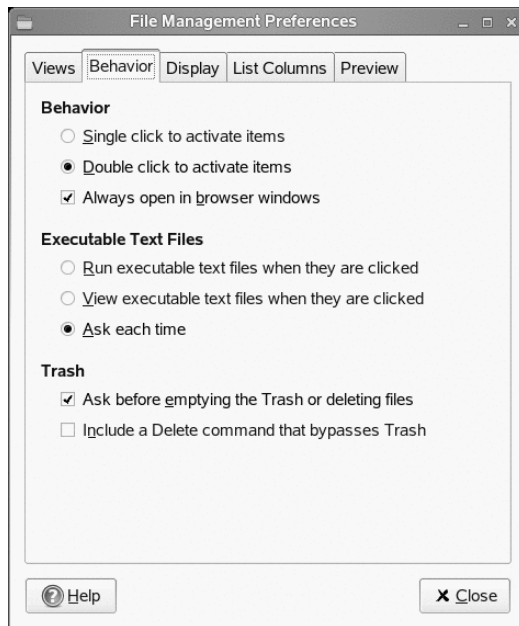 File Management Preferences
Views Behavior Display List Columns Preview
Behavior
Single click to activate items
Double click to activate items
Always open in browser windows
Executable Text Files
Run executable text files when they are clicked
View executable text files when they are clicked
Ask each time
Trash
Ask before emptying the Trash or deleting files
Include a Delete command that bypasses Trash
Help Close